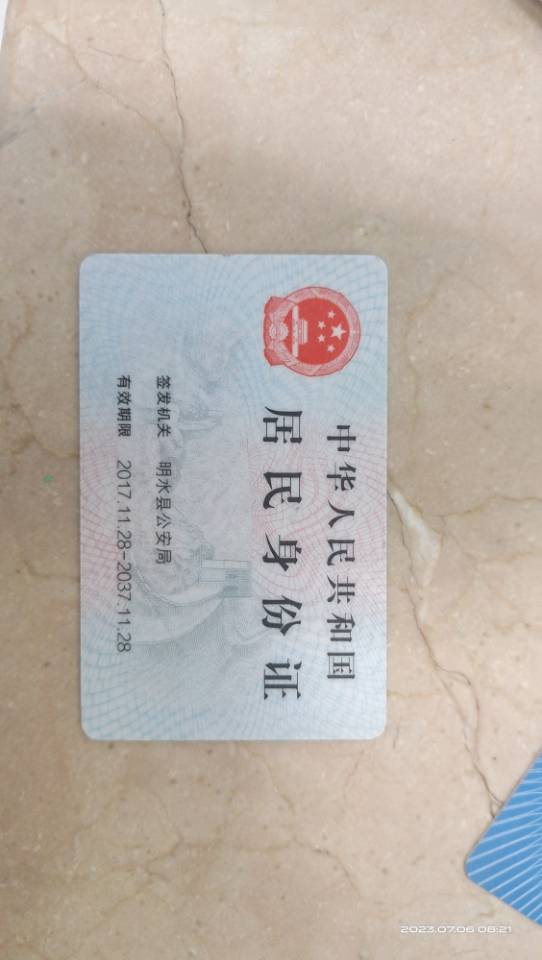 中华人民共和国
居民身份证
签发机关 明水县公安局
有效期限 2017.11.28-2037.11.28
2023.07.06 08:21